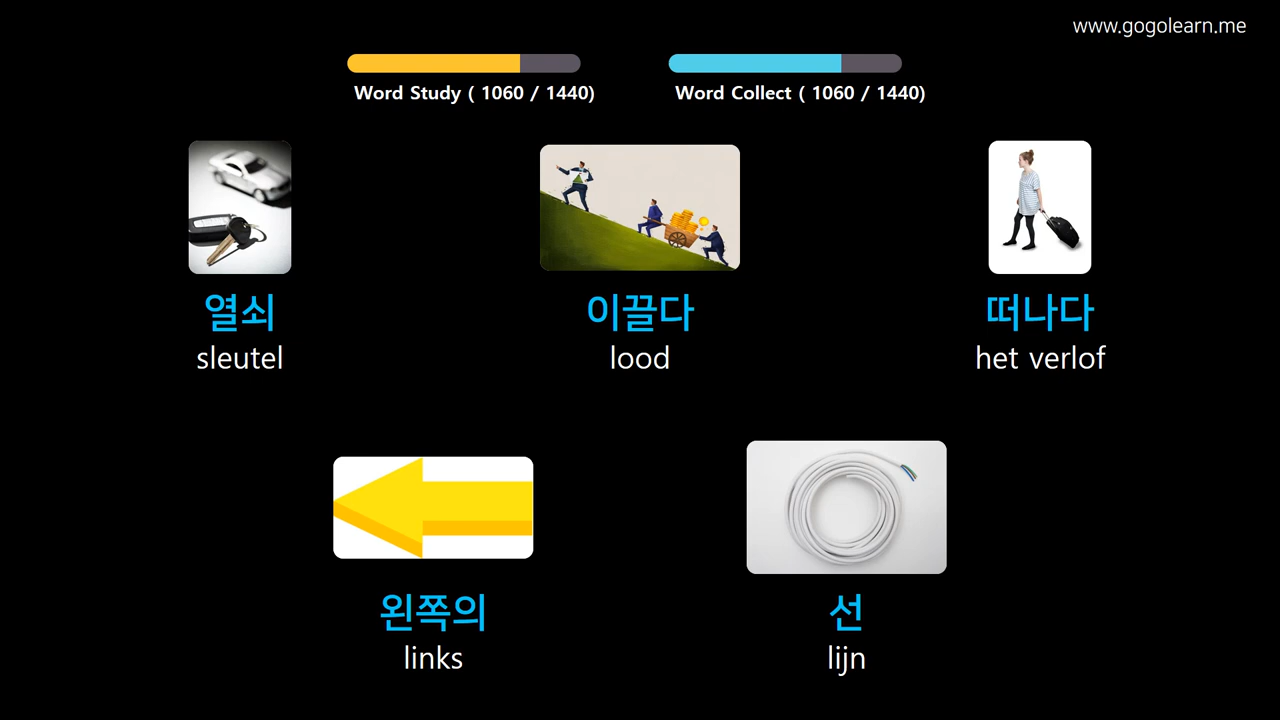 www.gogolearn.me
Word Study ( 1060 / 1440)
Word Collect ( 1060 / 1440)
열쇠
sleutel
이끌다
lood
떠나다
het verlof
왼쪽의
links
선
lijn